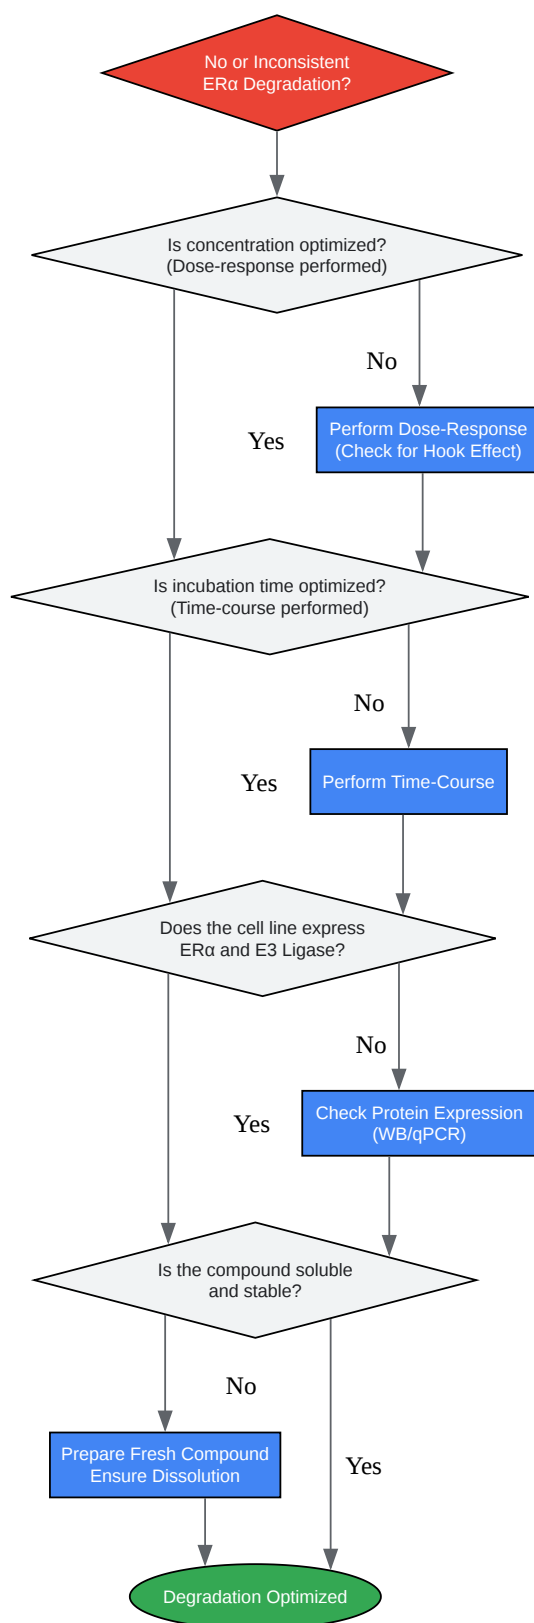 No or Inconsistent
ERα Degradation?
Is concentration optimized?
(Dose-response performed)
No
Perform Dose-Response
(Check for Hook Effect)
Yes
Is incubation time optimized?
(Time-course performed)
No
Perform Time-Course
Yes
Does the cell line express
ERα and E3 Ligase?
No
Check Protein Expression
(WB/qPCR)
Yes
Is the compound soluble
and stable?
No
Prepare Fresh Compound
Ensure Dissolution
Yes
Degradation Optimized